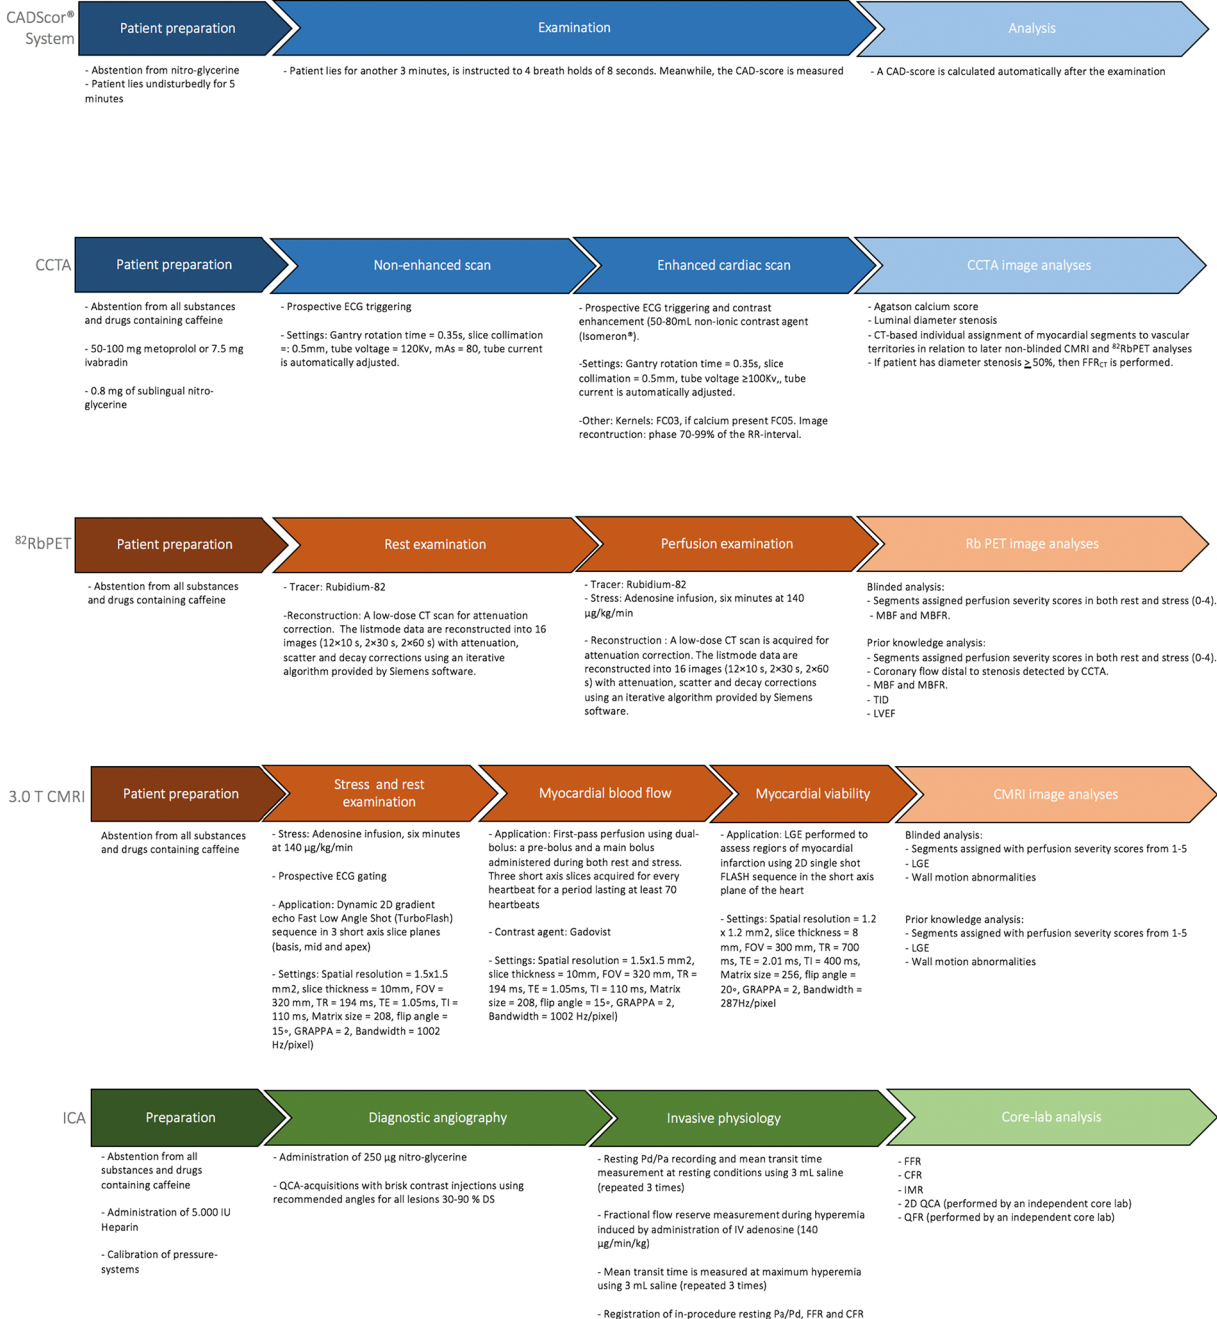 CADScor®
System
Patient preparation
Examination
Analysis
- Abstention from nitro-glycerine
- Patient lies undisturbedly for 5
minutes
- Patient lies for another 3 minutes, is instructed to 4 breath holds of 8 seconds. Meanwhile, the CAD-score is measured
- A CAD-score is calculated automatically after the examination
CCTA
Patient preparation
Non-enhanced scan
Enhanced cardiac scan
CCTA image analyses
- Abstention from all substances
and drugs containing caffeine
- 50-100 mg metoprolol or 7.5 mg
ivabradin
- 0.8 mg of sublingual nitro-
glycerine
- Prospective ECG triggering
- Settings: Gantry rotation time = 0.35s, slice collimation
=: 0.5mm, tube voltage = 120Kv, mAs = 80, tube current
is automatically adjusted.
- Prospective ECG triggering and contrast
enhancement (50-80mL non-ionic contrast agent
(Isomeron®).
-Settings: Gantry rotation time = 0.35s, slice
collimation = 0.5mm, tube voltage ≥100Kv,, tube
current is automatically adjusted.
-Other: Kernels: FC03, if calcium present FC05. Image
recontruction: phase 70-99% of the RR-interval.
- Agatson calcium score
- Luminal diameter stenosis
- CT-based individual assignment of myocardial segments to vascular
territories in relation to later non-blinded CMRI and ⁸²RbPET analyses
- If patient has diameter stenosis ≥ 50%, then FFRCT is performed.
⁸²RbPET
Patient preparation
Rest examination
Perfusion examination
Rb PET image analyses
- Abstention from all substances
and drugs containing caffeine
- Tracer: Rubidium-82
-Reconstruction: A low-dose CT scan for attenuation
correction. The listmode data are reconstructed into 16
images (12×10 s, 2×30 s, 2×60 s) with attenuation,
scatter and decay corrections using an iterative
algorithm provided by Siemens software.
- Tracer: Rubidium-82
- Stress: Adenosine infusion, six minutes at 140
µg/kg/min
- Reconstruction : A low-dose CT scan is acquired for
attenuation correction. The listmode data are
reconstructed into 16 images (12×10 s, 2×30 s, 2×60
s) with attenuation, scatter and decay corrections
using an iterative algorithm provided by Siemens
software.
Blinded analysis:
- Segments assigned perfusion severity scores in both rest and stress (0-4).
- MBF and MBFR.
Prior knowledge analysis:
- Segments assigned perfusion severity scores in both rest and stress (0-4).
- Coronary flow distal to stenosis detected by CCTA.
- MBF and MBFR.
- TID
- LVEF
3.0 T CMRI
Patient preparation
Stress and rest
examination
Myocardial blood flow
Myocardial viability
CMRI image analyses
Abstention from all substances
and drugs containing caffeine
- Stress: Adenosine infusion, six minutes
at 140 µg/kg/min
- Prospective ECG gating
- Application: Dynamic 2D gradient
echo Fast Low Angle Shot (TurboFlash)
sequence in 3 short axis slice planes
(basis, mid and apex)
- Settings: Spatial resolution = 1.5x1.5
mm2, slice thickness = 10mm, FOV =
320 mm, TR = 194 ms, TE = 1.05ms, TI =
110 ms, Matrix size = 208, flip angle =
15◦, GRAPPA = 2, Bandwidth = 1002
Hz/pixel)
- Application: First-pass perfusion using dual-
bolus: a pre-bolus and a main bolus
administered during both rest and stress.
Three short axis slices acquired for every
heartbeat for a period lasting at least 70
heartbeats
- Contrast agent: Gadovist
- Settings: Spatial resolution = 1.5x1.5 mm2,
slice thickness = 10mm, FOV = 320 mm, TR =
194 ms, TE = 1.05ms, TI = 110 ms, Matrix
size = 208, flip angle = 15◦, GRAPPA = 2,
Bandwidth = 1002 Hz/pixel)
- Application: LGE performed to
assess regions of myocardial
infarction using 2D single shot
FLASH sequence in the short axis
plane of the heart
- Settings: Spatial resolution = 1.2
x 1.2 mm2, slice thickness = 8
mm, FOV = 300 mm, TR = 700
ms, TE = 2.01 ms, TI = 400 ms,
Matrix size = 256, flip angle =
20◦, GRAPPA = 2, Bandwidth =
287Hz/pixel
Blinded analysis:
- Segments assigned with perfusion severity scores from 1-5
- LGE
- Wall motion abnormalities
Prior knowledge analysis:
- Segments assigned with perfusion severity scores from 1-5
- LGE
- Wall motion abnormalities
ICA
Preparation
Diagnostic angiography
Invasive physiology
Core-lab analysis
- Abstention from all
substances and drugs
containing caffeine
- Administration of 5.000 IU
Heparin
- Calibration of pressure-
systems
- Administration of 250 µg nitro-glycerine
- QCA-acquisitions with brisk contrast injections using
recommended angles for all lesions 30-90 % DS
- Resting Pd/Pa recording and mean transit time
measurement at resting conditions using 3 mL saline
(repeated 3 times)
- Fractional flow reserve measurement during hyperemia
induced by administration of IV adenosine (140
µg/min/kg)
- Mean transit time is measured at maximum hyperemia
using 3 mL saline (repeated 3 times)
- Registration of in-procedure resting Pa/Pd, FFR and CFR
- FFR
- CFR
- IMR
- 2D QCA (performed by an independent core lab)
- QFR (performed by an independent core lab)